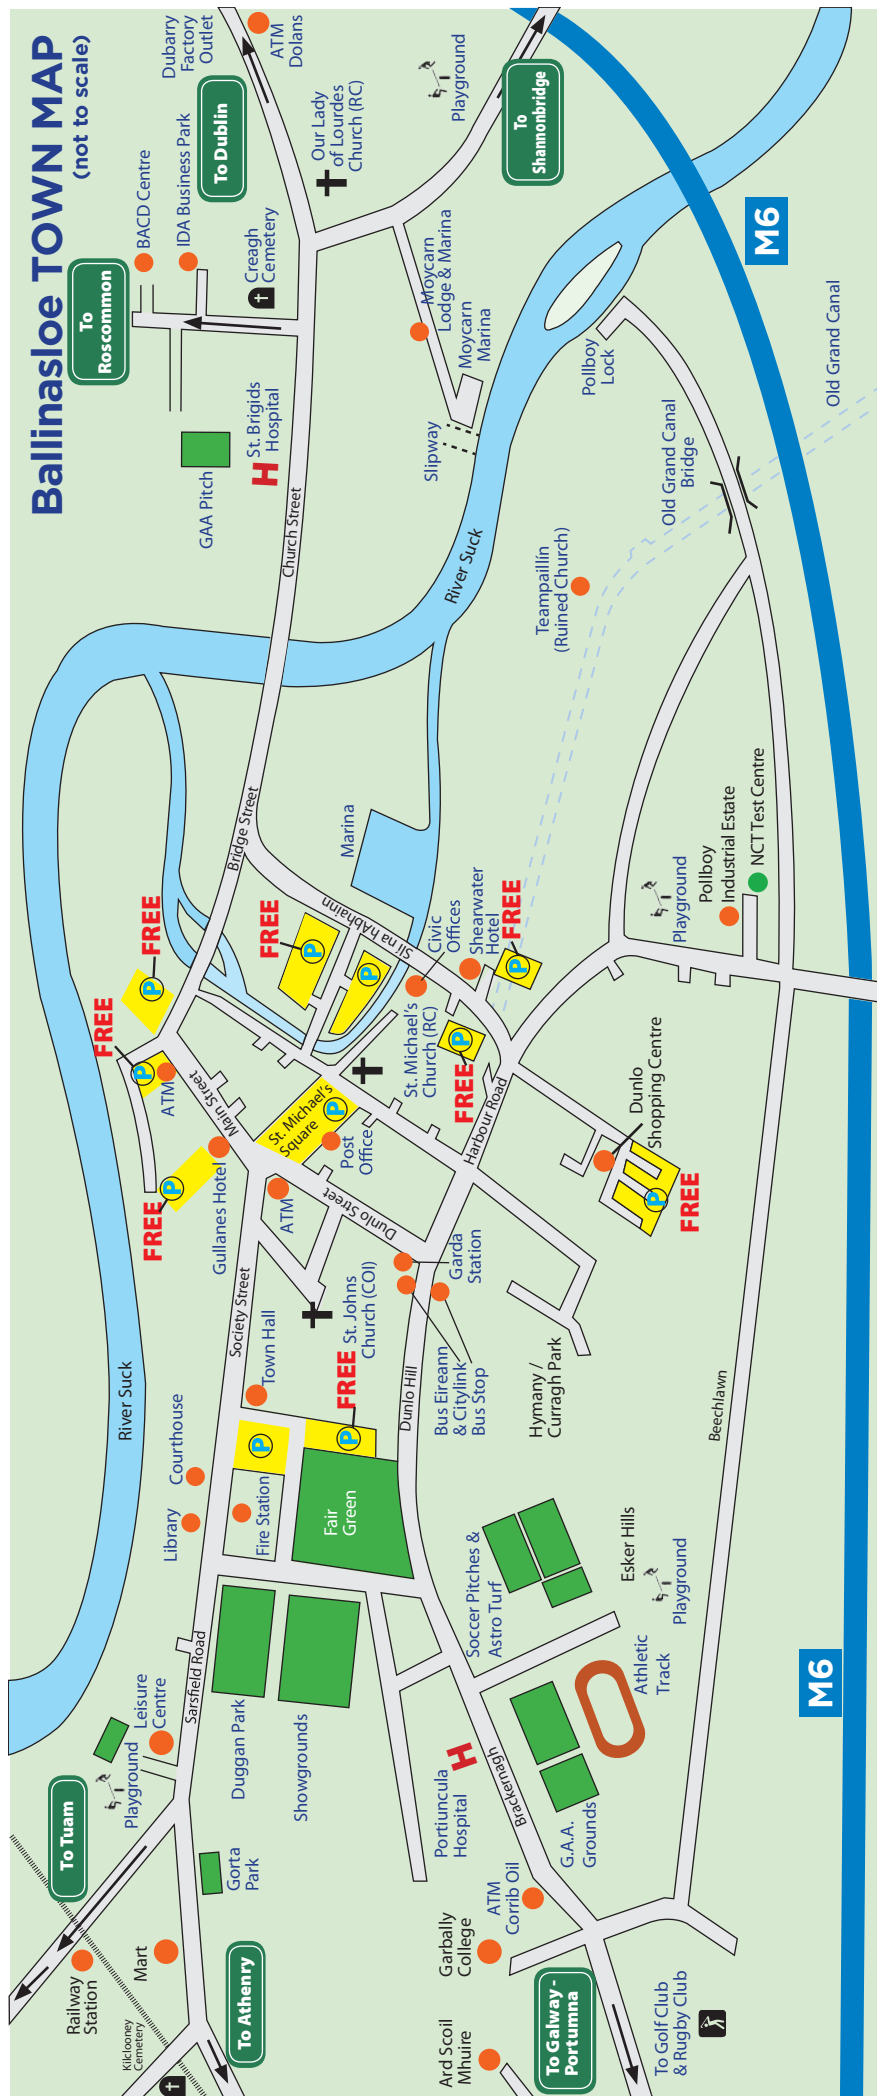 Ballinasloe TOWN MAP
(not to scale)
Dubarry
Factory
Outlet
ATM
Dolans
To Dublin
BACD Centre
IDA Business Park
To
Roscommon
Creagh
Cemetery
Our Lady
of Lourdes
Church (RC)
Playground
To
Shannonbridge
M6
Moycarn
Lodge & Marina
Moycarn
Marina
Slipway
Pollboy
Lock
Old Grand Canal
Old Grand Canal
Bridge
GAA Pitch
St. Brigids
Hospital
H
Church Street
River Suck
Teampaillín
(Ruined Church)
Bridge Street
Marina
Slí na hAbhainn
FREE
P
FREE
P
FREE
P
P
Civic
Offices
Shearwater
Hotel
FREE
P
St. Michael's
Church (RC)
FREE
P
Playground
Pollboy
Industrial Estate
NCT Test Centre
ATM
Main Street
St. Michael's
Square
P
Post
Office
Harbour Road
Dunlo
Shopping Centre
P
FREE
FREE
P
Gullanes Hotel
ATM
Dunlo Street
Garda
Station
Society Street
Town Hall
St. Johns
Church (COI)
FREE
P
P
Dunlo Hill
Bus Eireann
& Citylink
Bus Stop
Hymany /
Curragh Park
Beechlawn
River Suck
Courthouse
Library
Fire Station
Fair
Green
Soccer Pitches &
Astro Turf
Esker Hills
Playground
Athletic
Track
M6
Sarsfield Road
Leisure
Centre
Playground
Duggan Park
Showgrounds
Portiuncula
Hospital
H
Brackernagh
G.A.A.
Grounds
To Tuam
Gorta
Park
ATM
Corrib Oil
Garbally
College
Railway
Station
Mart
Kilclooney
Cemetery
To Athenry
Ard Scoil
Mhuire
To Galway -
Portumna
To Golf Club
& Rugby Club